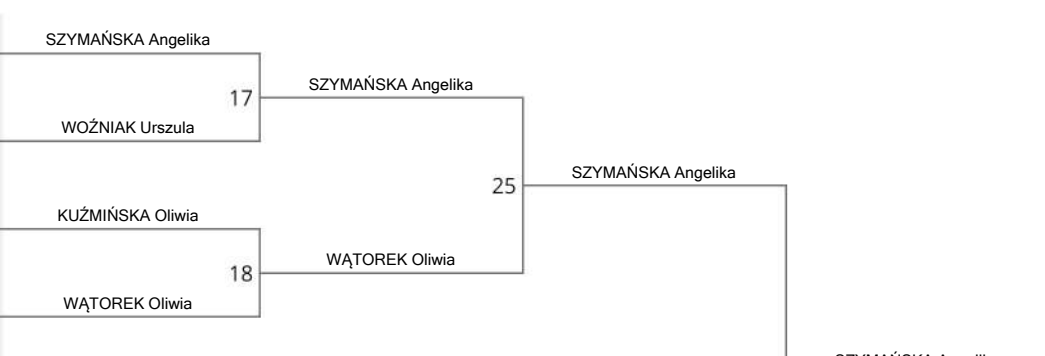 SZYMAŃSKA Angelika
SZYMAŃSKA Angelika
17
WOŹNIAK Urszula
SZYMAŃSKA Angelika
25
KUŹMIŃSKA Oliwia
WĄTOREK Oliwia
18
WĄTOREK Oliwia